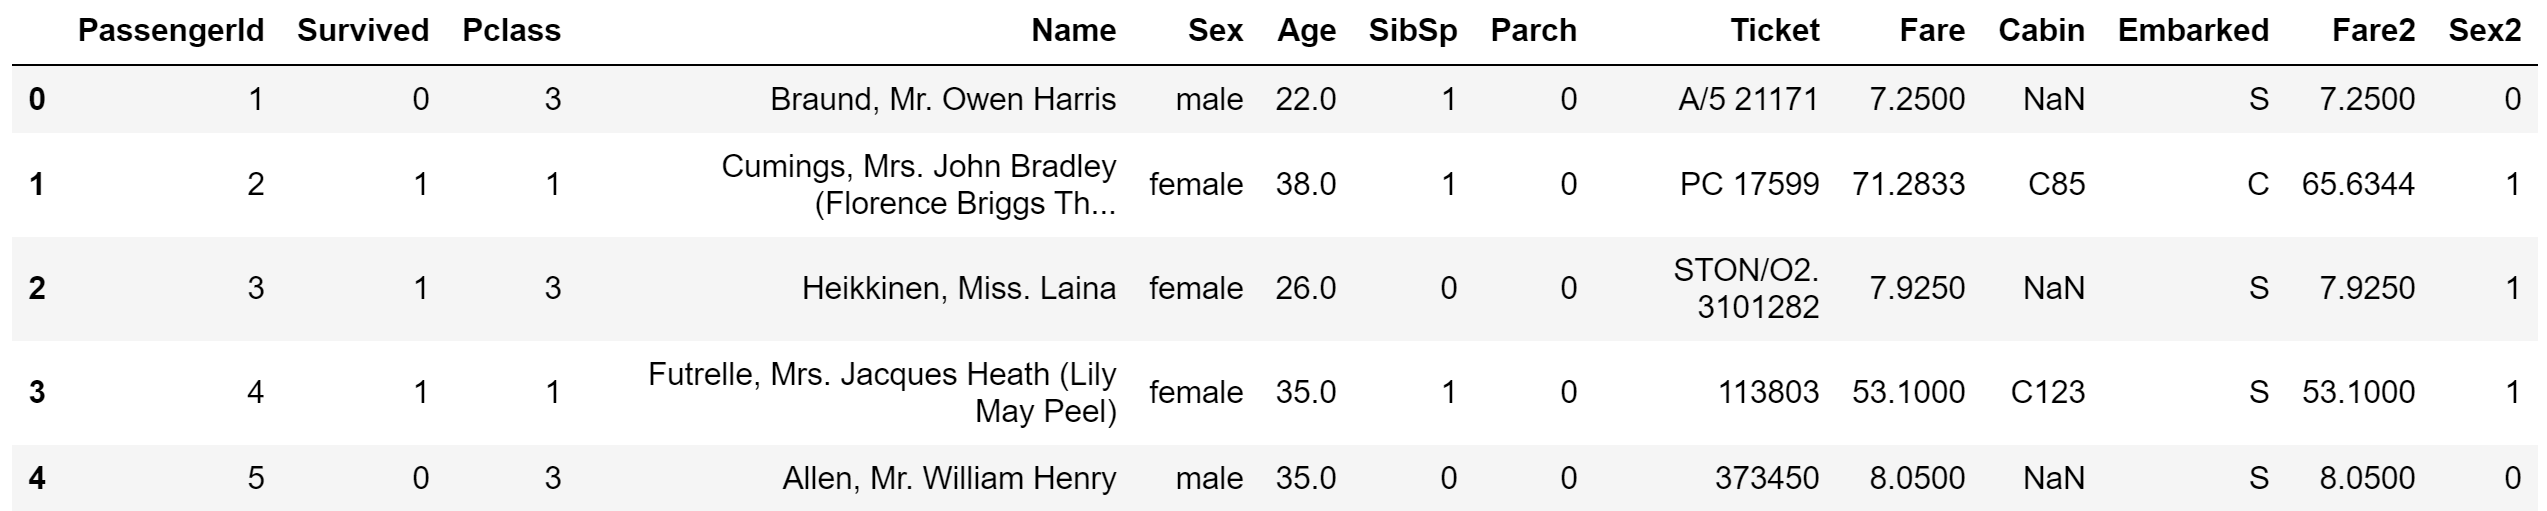 PassengerId Survived Pclass Name Sex Age SibSp Parch Ticket Fare Cabin Embarked Fare2 Sex2
0 1 0 3 Braund, Mr. Owen Harris male 22.0 1 0 A/5 21171 7.2500 NaN S 7.2500 0
Cumings, Mrs. John Bradley
1 2 1 1 female 38.0 1 0 PC 17599 71.2833 C85 C 65.6344 1
(Florence Briggs Th...
STON/O2.
2 3 1 3 Heikkinen, Miss. Laina female 26.0 0 0 7.9250 NaN S 7.9250 1
3101282
Futrelle, Mrs. Jacques Heath (Lily
3 4 1 1 female 35.0 1 0 113803 53.1000 C123 S 53.1000 1
May Peel)
4 5 0 3 Allen, Mr. William Henry male 35.0 0 0 373450 8.0500 NaN S 8.0500 0